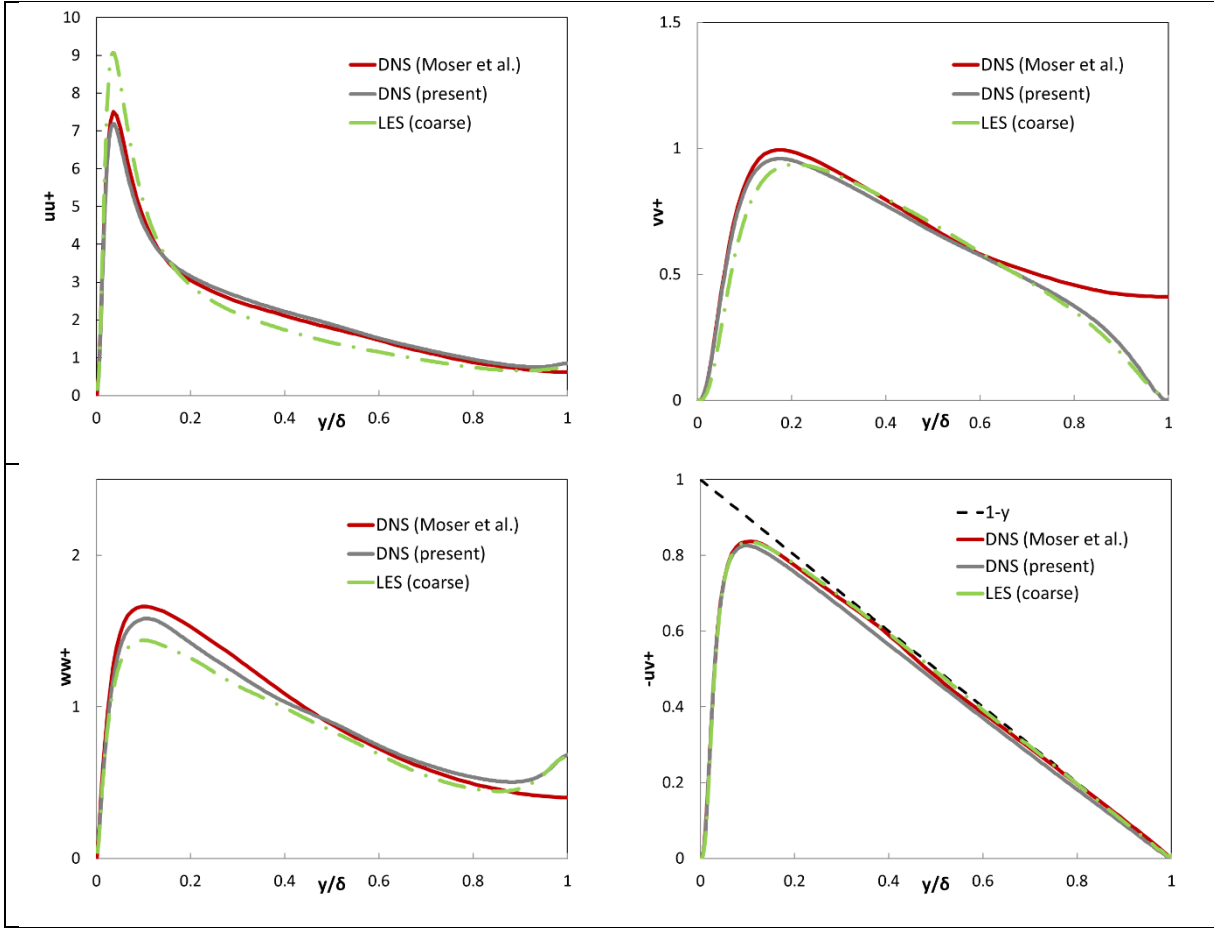 10
9
8
7
6
5
4
3
2
1
0
uu+
DNS (Moser et al.)
DNS (present)
LES (coarse)
0 0.2 0.4 0.6 0.8 1
y/δ
1.5
1
0.5
0
vv+
DNS (Moser et al.)
DNS (present)
LES (coarse)
0 0.2 0.4 0.6 0.8 1
y/δ
2
1
0
ww+
DNS (Moser et al.)
DNS (present)
LES (coarse)
0 0.2 0.4 0.6 0.8 1
y/δ
1
0.8
0.6
0.4
0.2
0
-uv+
1-y
DNS (Moser et al.)
DNS (present)
LES (coarse)
0 0.2 0.4 0.6 0.8 1
y/δ